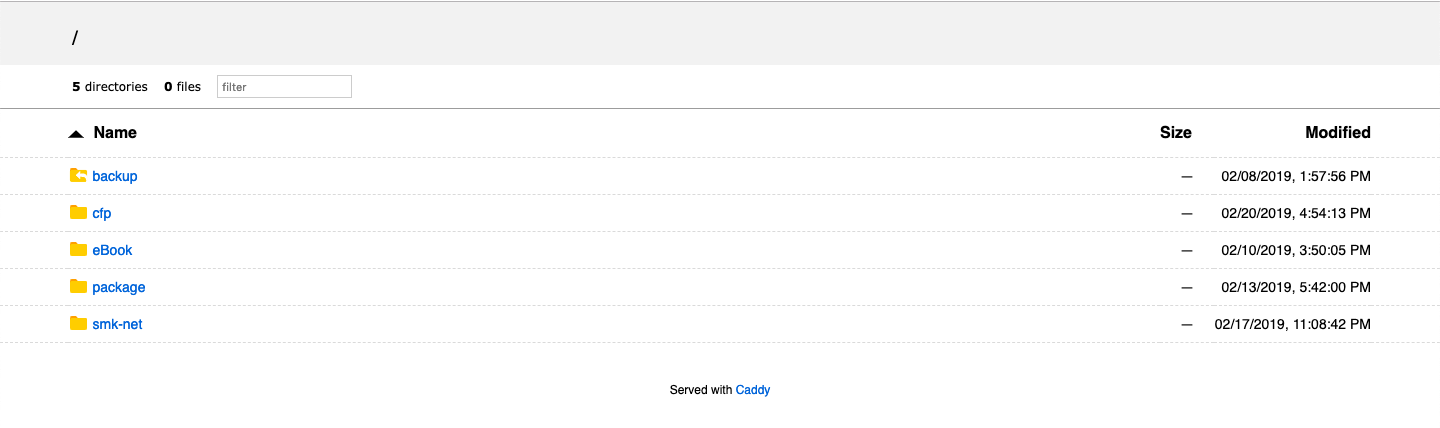 /
5 directories 0 files filter
Name Size Modified
backup — 02/08/2019, 1:57:56 PM
cfp — 02/20/2019, 4:54:13 PM
eBook — 02/10/2019, 3:50:05 PM
package — 02/13/2019, 5:42:00 PM
smk-net — 02/17/2019, 11:08:42 PM
Served with Caddy